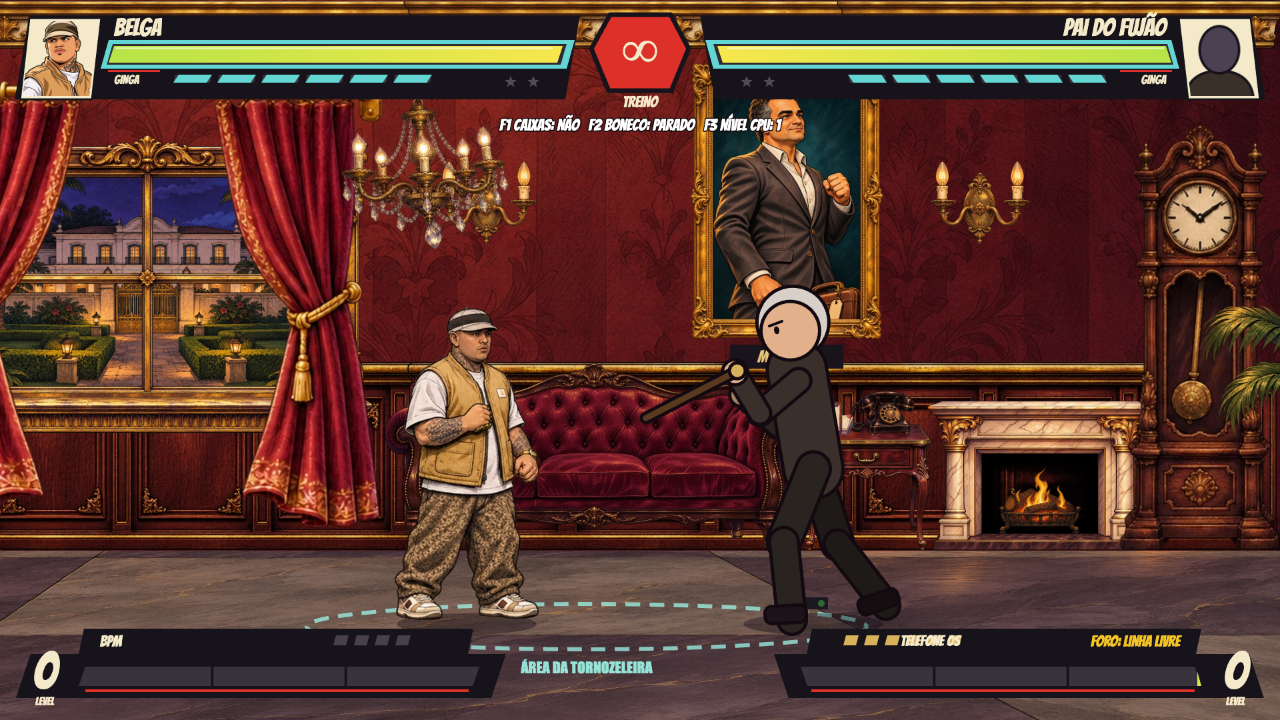 BELGA
PAI DO FUJÃO
GINGA
GINGA
TREINO
F1 CAIXAS: NÃO F2 BONECO: PARADO F3 NÍVEL CPU: 1
BPM
TELEFONE 05
FORO: LINHA LIVRE
ÁREA DA TORNOZELEIRA
0
LEVEL
0
LEVEL